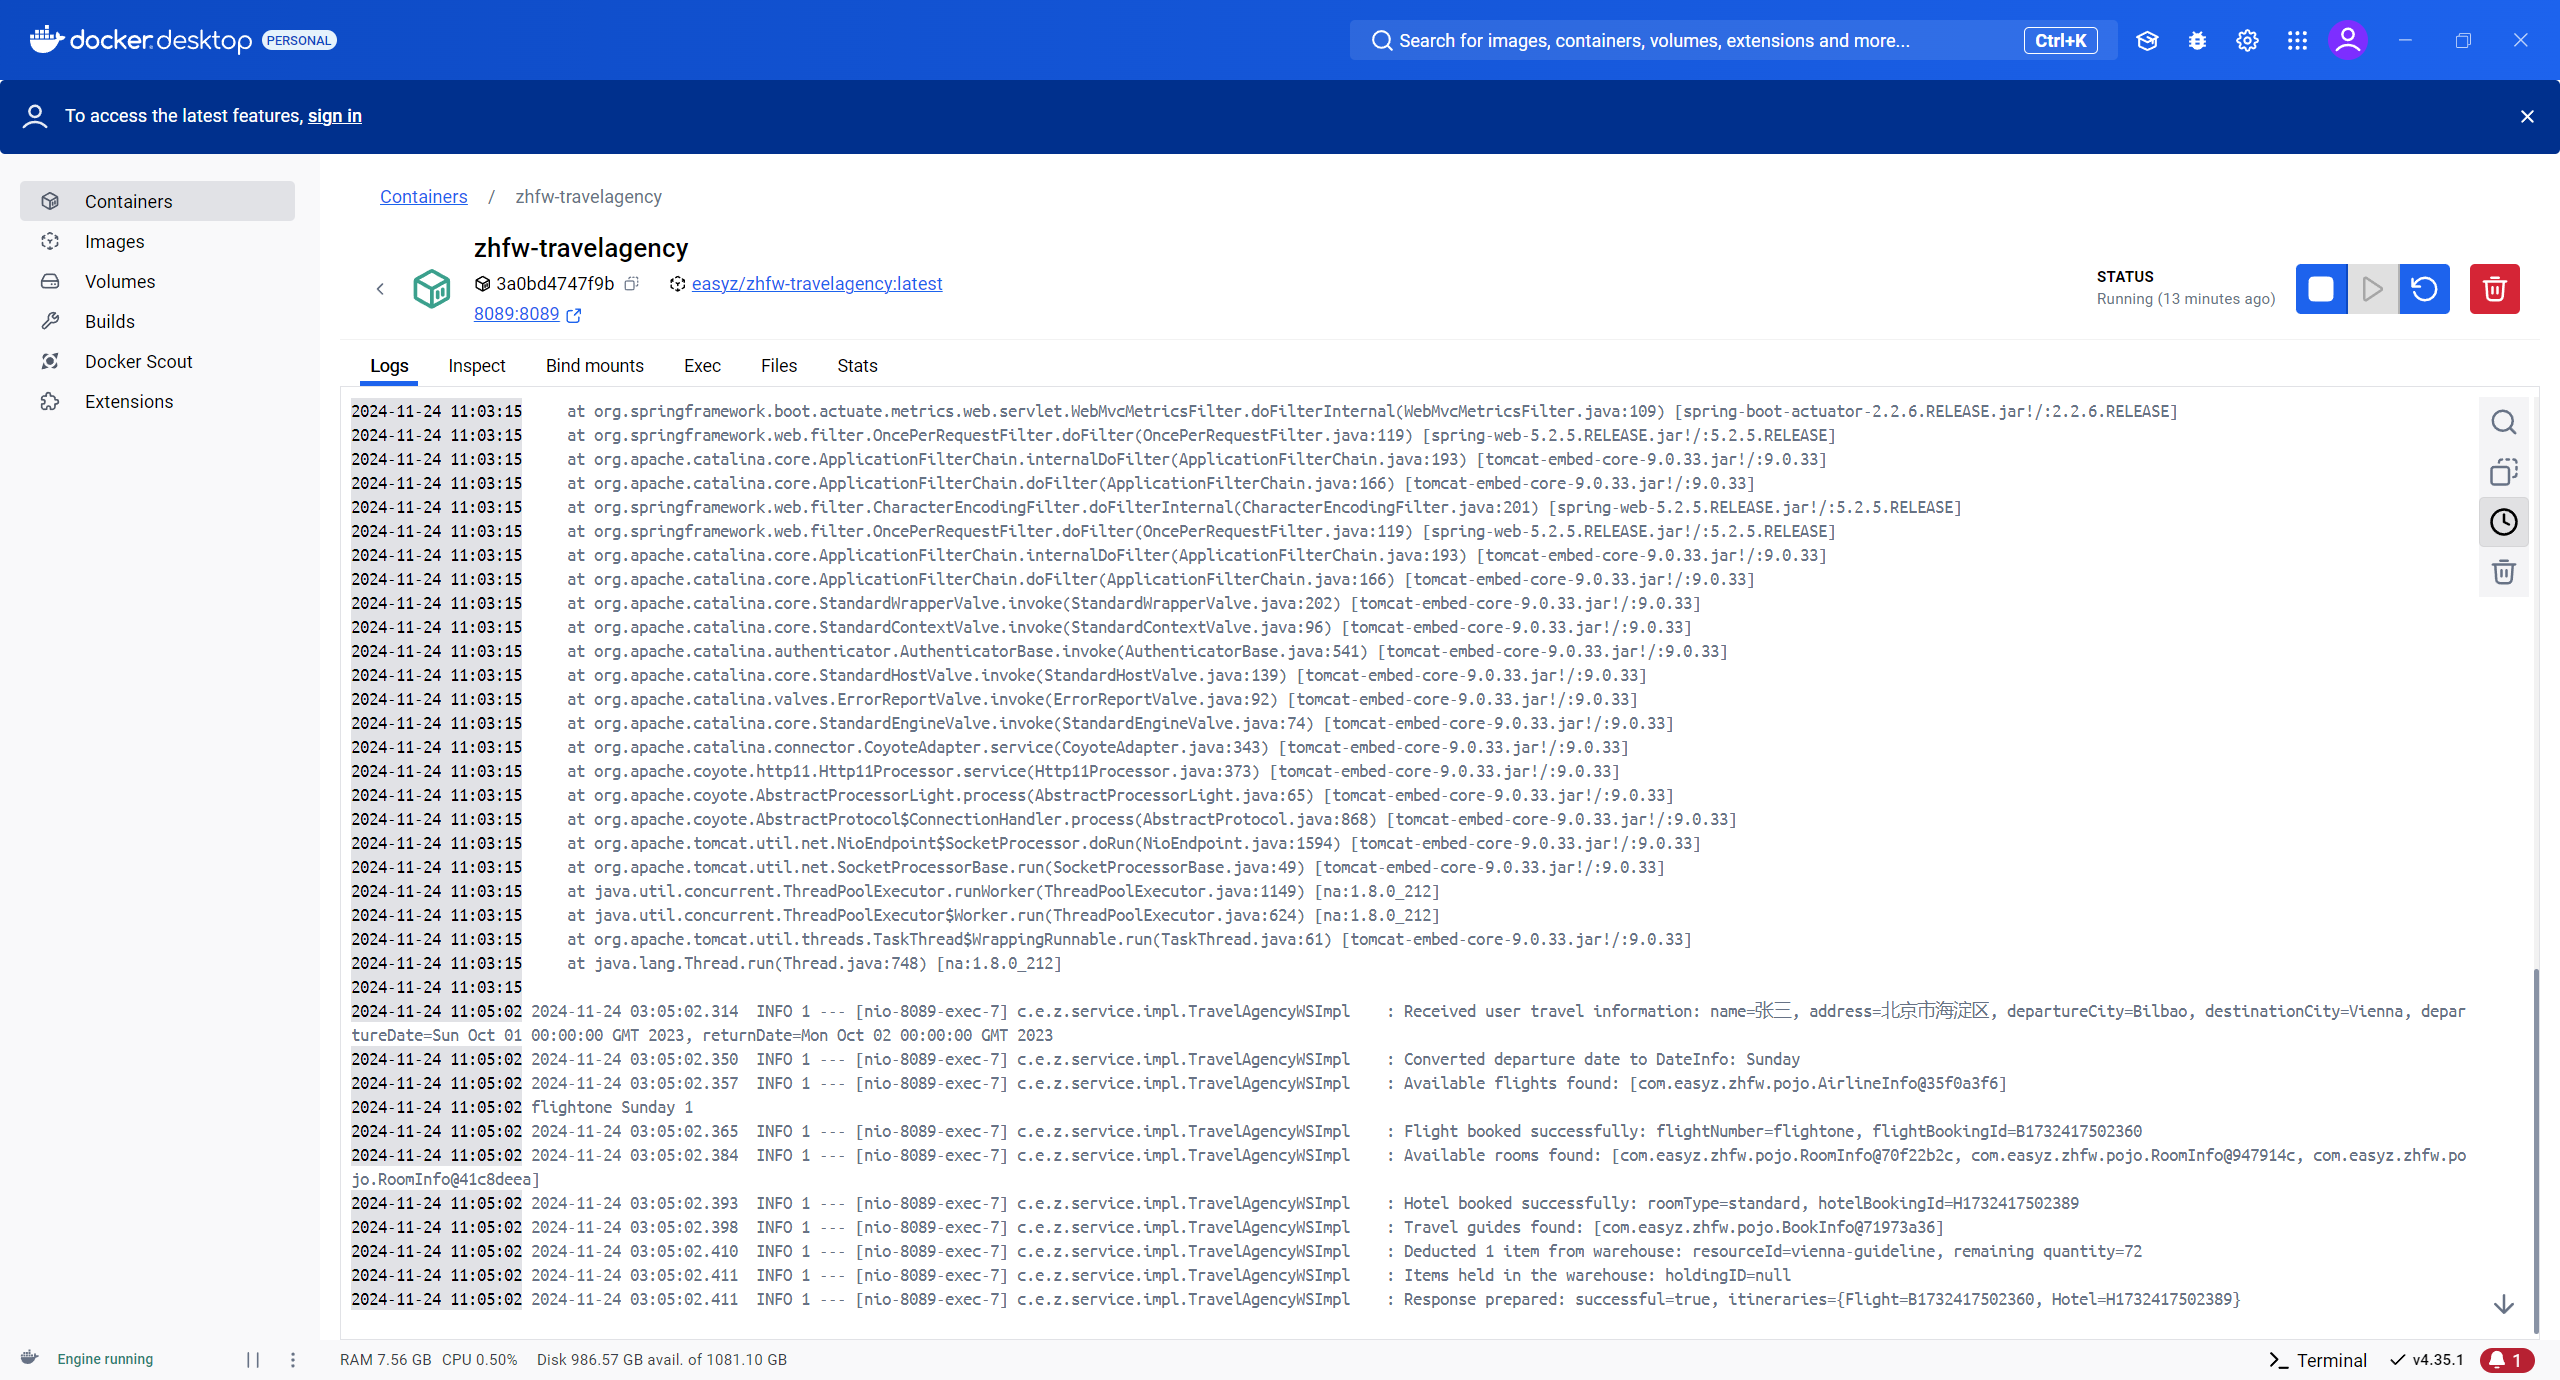 docker.desktop PERSONAL
Search for images, containers, volumes, extensions and more... Ctrl+K
To access the latest features, sign in
Containers
Images
Volumes
Builds
Docker Scout
Extensions
Containers / zhfw-travelagency
zhfw-travelagency
3a0bd4747f9b easyz/zhfw-travelagency:latest
8089:8089
STATUS
Running (13 minutes ago)
Logs Inspect Bind mounts Exec Files Stats
2024-11-24 11:03:15 at org.springframework.boot.actuate.metrics.web.servlet.WebMvcMetricsFilter.doFilterInternal(WebMvcMetricsFilter.java:109) [spring-boot-actuator-2.2.6.RELEASE.jar!/:2.2.6.RELEASE]
2024-11-24 11:03:15 at org.springframework.web.filter.OncePerRequestFilter.doFilter(OncePerRequestFilter.java:119) [spring-web-5.2.5.RELEASE.jar!/:5.2.5.RELEASE]
2024-11-24 11:03:15 at org.apache.catalina.core.ApplicationFilterChain.internalDoFilter(ApplicationFilterChain.java:193) [tomcat-embed-core-9.0.33.jar!/:9.0.33]
2024-11-24 11:03:15 at org.apache.catalina.core.ApplicationFilterChain.doFilter(ApplicationFilterChain.java:166) [tomcat-embed-core-9.0.33.jar!/:9.0.33]
2024-11-24 11:03:15 at org.springframework.web.filter.CharacterEncodingFilter.doFilterInternal(CharacterEncodingFilter.java:201) [spring-web-5.2.5.RELEASE.jar!/:5.2.5.RELEASE]
2024-11-24 11:03:15 at org.springframework.web.filter.OncePerRequestFilter.doFilter(OncePerRequestFilter.java:119) [spring-web-5.2.5.RELEASE.jar!/:5.2.5.RELEASE]
2024-11-24 11:03:15 at org.apache.catalina.core.ApplicationFilterChain.internalDoFilter(ApplicationFilterChain.java:193) [tomcat-embed-core-9.0.33.jar!/:9.0.33]
2024-11-24 11:03:15 at org.apache.catalina.core.ApplicationFilterChain.doFilter(ApplicationFilterChain.java:166) [tomcat-embed-core-9.0.33.jar!/:9.0.33]
2024-11-24 11:03:15 at org.apache.catalina.core.StandardWrapperValve.invoke(StandardWrapperValve.java:202) [tomcat-embed-core-9.0.33.jar!/:9.0.33]
2024-11-24 11:03:15 at org.apache.catalina.core.StandardContextValve.invoke(StandardContextValve.java:96) [tomcat-embed-core-9.0.33.jar!/:9.0.33]
2024-11-24 11:03:15 at org.apache.catalina.authenticator.AuthenticatorBase.invoke(AuthenticatorBase.java:541) [tomcat-embed-core-9.0.33.jar!/:9.0.33]
2024-11-24 11:03:15 at org.apache.catalina.core.StandardHostValve.invoke(StandardHostValve.java:139) [tomcat-embed-core-9.0.33.jar!/:9.0.33]
2024-11-24 11:03:15 at org.apache.catalina.valves.ErrorReportValve.invoke(ErrorReportValve.java:92) [tomcat-embed-core-9.0.33.jar!/:9.0.33]
2024-11-24 11:03:15 at org.apache.catalina.core.StandardEngineValve.invoke(StandardEngineValve.java:74) [tomcat-embed-core-9.0.33.jar!/:9.0.33]
2024-11-24 11:03:15 at org.apache.catalina.connector.CoyoteAdapter.service(CoyoteAdapter.java:343) [tomcat-embed-core-9.0.33.jar!/:9.0.33]
2024-11-24 11:03:15 at org.apache.coyote.http11.Http11Processor.service(Http11Processor.java:373) [tomcat-embed-core-9.0.33.jar!/:9.0.33]
2024-11-24 11:03:15 at org.apache.coyote.AbstractProcessorLight.process(AbstractProcessorLight.java:65) [tomcat-embed-core-9.0.33.jar!/:9.0.33]
2024-11-24 11:03:15 at org.apache.coyote.AbstractProtocol$ConnectionHandler.process(AbstractProtocol.java:868) [tomcat-embed-core-9.0.33.jar!/:9.0.33]
2024-11-24 11:03:15 at org.apache.tomcat.util.net.NioEndpoint$SocketProcessor.doRun(NioEndpoint.java:1594) [tomcat-embed-core-9.0.33.jar!/:9.0.33]
2024-11-24 11:03:15 at org.apache.tomcat.util.net.SocketProcessorBase.run(SocketProcessorBase.java:49) [tomcat-embed-core-9.0.33.jar!/:9.0.33]
2024-11-24 11:03:15 at java.util.concurrent.ThreadPoolExecutor.runWorker(ThreadPoolExecutor.java:1149) [na:1.8.0_212]
2024-11-24 11:03:15 at java.util.concurrent.ThreadPoolExecutor$Worker.run(ThreadPoolExecutor.java:624) [na:1.8.0_212]
2024-11-24 11:03:15 at org.apache.tomcat.util.threads.TaskThread$WrappingRunnable.run(TaskThread.java:61) [tomcat-embed-core-9.0.33.jar!/:9.0.33]
2024-11-24 11:03:15 at java.lang.Thread.run(Thread.java:748) [na:1.8.0_212]
2024-11-24 11:03:15
2024-11-24 11:05:02 2024-11-24 03:05:02.314 INFO 1 --- [nio-8089-exec-7] c.e.z.service.impl.TravelAgencyWSImpl : Received user travel information: name=张三, address=北京市海淀区, departureCity=Bilbao, destinationCity=Vienna, depar
tureDate=Sun Oct 01 00:00:00 GMT 2023, returnDate=Mon Oct 02 00:00:00 GMT 2023
2024-11-24 11:05:02 2024-11-24 03:05:02.350 INFO 1 --- [nio-8089-exec-7] c.e.z.service.impl.TravelAgencyWSImpl : Converted departure date to DateInfo: Sunday
2024-11-24 11:05:02 2024-11-24 03:05:02.357 INFO 1 --- [nio-8089-exec-7] c.e.z.service.impl.TravelAgencyWSImpl : Available flights found: [com.easyz.zhfw.pojo.AirlineInfo@35f0a3f6]
2024-11-24 11:05:02 flightone Sunday 1
2024-11-24 11:05:02 2024-11-24 03:05:02.365 INFO 1 --- [nio-8089-exec-7] c.e.z.service.impl.TravelAgencyWSImpl : Flight booked successfully: flightNumber=flightone, flightBookingId=B1732417502360
2024-11-24 11:05:02 2024-11-24 03:05:02.384 INFO 1 --- [nio-8089-exec-7] c.e.z.service.impl.TravelAgencyWSImpl : Available rooms found: [com.easyz.zhfw.pojo.RoomInfo@70f22b2c, com.easyz.zhfw.pojo.RoomInfo@947914c, com.easyz.zhfw.po
jo.RoomInfo@41c8deea]
2024-11-24 11:05:02 2024-11-24 03:05:02.393 INFO 1 --- [nio-8089-exec-7] c.e.z.service.impl.TravelAgencyWSImpl : Hotel booked successfully: roomType=standard, hotelBookingId=H1732417502389
2024-11-24 11:05:02 2024-11-24 03:05:02.398 INFO 1 --- [nio-8089-exec-7] c.e.z.service.impl.TravelAgencyWSImpl : Travel guides found: [com.easyz.zhfw.pojo.BookInfo@71973a36]
2024-11-24 11:05:02 2024-11-24 03:05:02.410 INFO 1 --- [nio-8089-exec-7] c.e.z.service.impl.TravelAgencyWSImpl : Deducted 1 item from warehouse: resourceId=vienna-guideline, remaining quantity=72
2024-11-24 11:05:02 2024-11-24 03:05:02.411 INFO 1 --- [nio-8089-exec-7] c.e.z.service.impl.TravelAgencyWSImpl : Items held in the warehouse: holdingID=null
2024-11-24 11:05:02 2024-11-24 03:05:02.411 INFO 1 --- [nio-8089-exec-7] c.e.z.service.impl.TravelAgencyWSImpl : Response prepared: successful=true, itineraries={Flight=B1732417502360, Hotel=H1732417502389}
Engine running RAM 7.56 GB CPU 0.50% Disk 986.57 GB avail. of 1081.10 GB Terminal v4.35.1 1